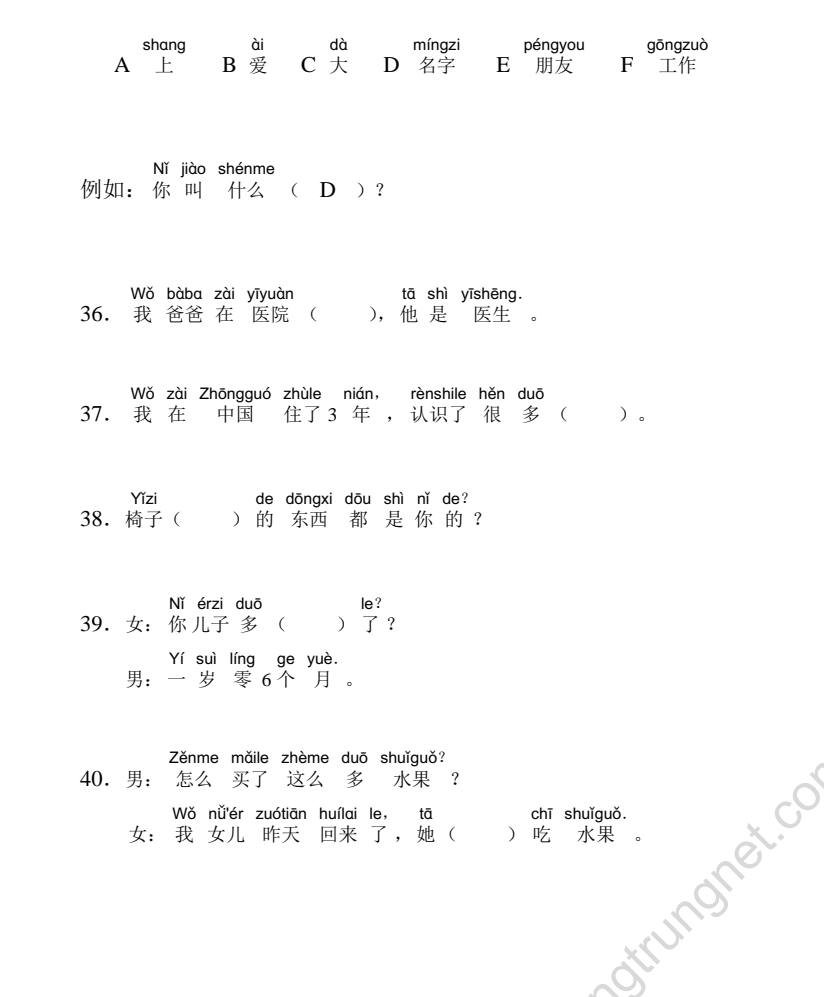 shang ài dà míngzi péngyou gōngzuò
A 上 B 爱 C 大 D 名字 E 朋友 F 工作
Nǐ jiào shénme
例如： 你 叫 什么 （ D ）？
Wǒ bàba zài yīyuàn tā shì yīshēng.
36． 我 爸爸 在 医院 （ ），他 是 医生 。
Wǒ zài Zhōngguó zhùle nián， rènshile hěn duō
37． 我 在 中国 住了 3 年 ，认识了 很 多 （ ）。
Yǐzi de dōngxi dōu shì nǐ de？
38．椅子（ ）的 东西 都 是 你 的 ？
Nǐ érzi duō le？
39．女： 你 儿子 多 （ ）了？
Yí suì líng ge yuè.
男： 一 岁 零 6 个 月 。
Zěnme mǎile zhème duō shuǐguǒ？
40．男： 怎么 买了 这么 多 水果 ？
Wǒ nǚ'ér zuótiān huílai le， tā chī shuǐguǒ.
女： 我 女儿 昨天 回来 了，她（ ）吃 水果 。